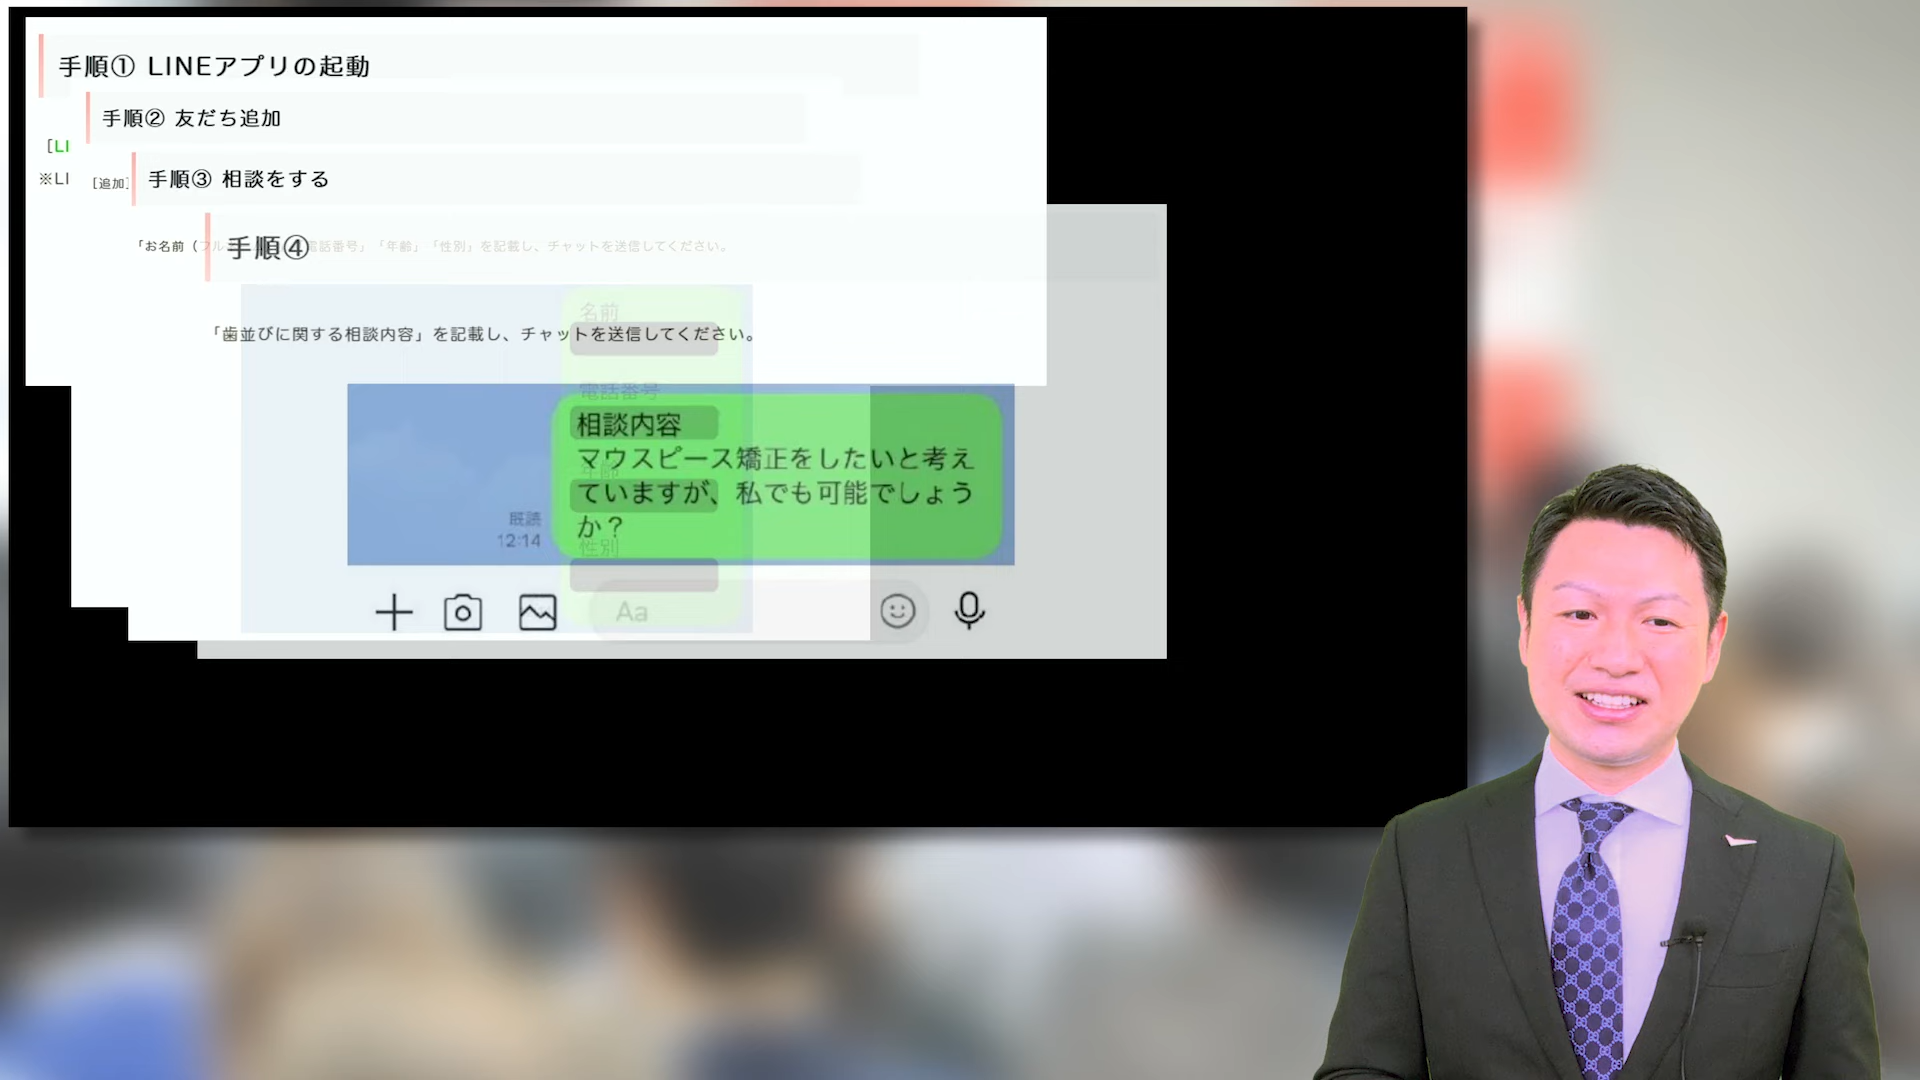 手順① LINEアプリの起動
手順② 友だち追加
[LI
※LI
[追加]
手順③ 相談をする
「お名前（フル
電話番号」「年齢」「性別」を記載し、チャットを送信してください。
手順④
名前
「歯並びに関する相談内容」を記載し、チャットを送信してください。
電話番号
相談内容
マウスピース矯正をしたいと考え
年齢
ていますが、私でも可能でしょう
か？
性別
既読
12:14
Aa